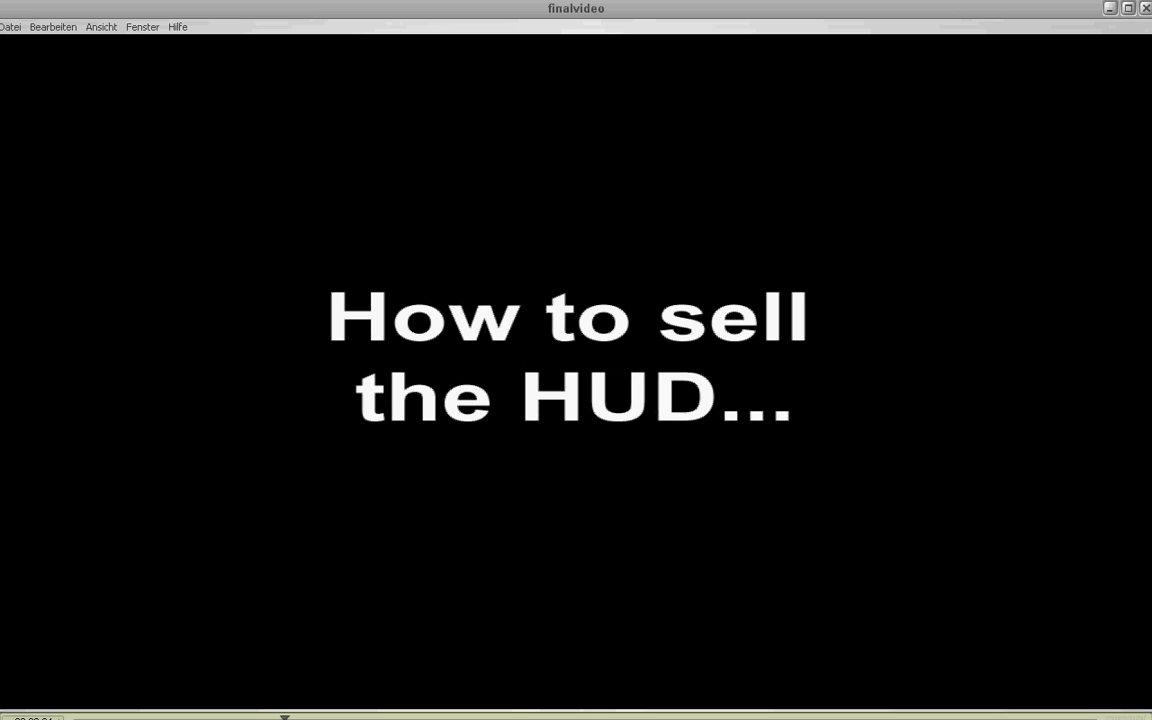 finalvideo
Datei Bearbeiten Ansicht Fenster Hilfe
How to sell
the HUD...